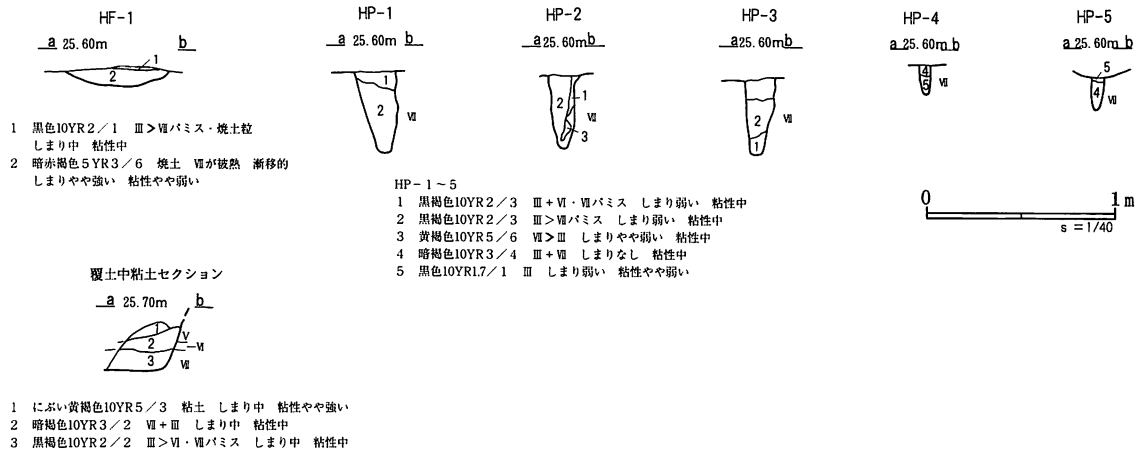 HF-1
a 25.60m b
1
2
1 黒色10YR2/1 Ⅲ>Ⅶパミス・焼土粒
しまり中 粘性中
2 暗赤褐色5YR3/6 焼土 Ⅶが被熱 漸移的
しまりやや強い 粘性やや弱い
HP-1
a 25.60m b
1
2
Ⅶ
HP-2
a 25.60m b
2
1
3
Ⅶ
HP-3
a 25.60m b
2
1
Ⅶ
HP-4
a 25.60m b
4
5
Ⅶ
HP-5
a 25.60m b
5
4
Ⅶ
HP-1~5
1 黒褐色10YR2/3 Ⅲ+Ⅵ・Ⅶパミス しまり弱い 粘性中
2 黒褐色10YR2/3 Ⅲ>Ⅶパミス しまり弱い 粘性中
3 黄褐色10YR5/6 Ⅶ>Ⅲ しまりやや弱い 粘性中
4 暗褐色10YR3/4 Ⅲ+Ⅶ しまりなし 粘性中
5 黒色10YR1.7/1 Ⅲ しまり弱い 粘性やや弱い
0 1m
s=1/40
覆土中粘土セクション
a 25.70m b
1
2
3
Ⅴ
Ⅵ
Ⅶ
1 にぶい黄褐色10YR5/3 粘土 しまり中 粘性やや強い
2 暗褐色10YR3/2 Ⅶ+Ⅲ しまり中 粘性中
3 黒褐色10YR2/2 Ⅲ>Ⅵ・Ⅶパミス しまり中 粘性中